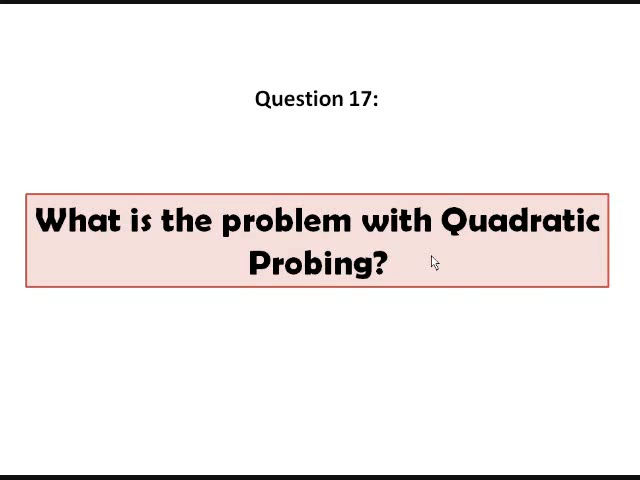 Question 17:
What is the problem with Quadratic
Probing?